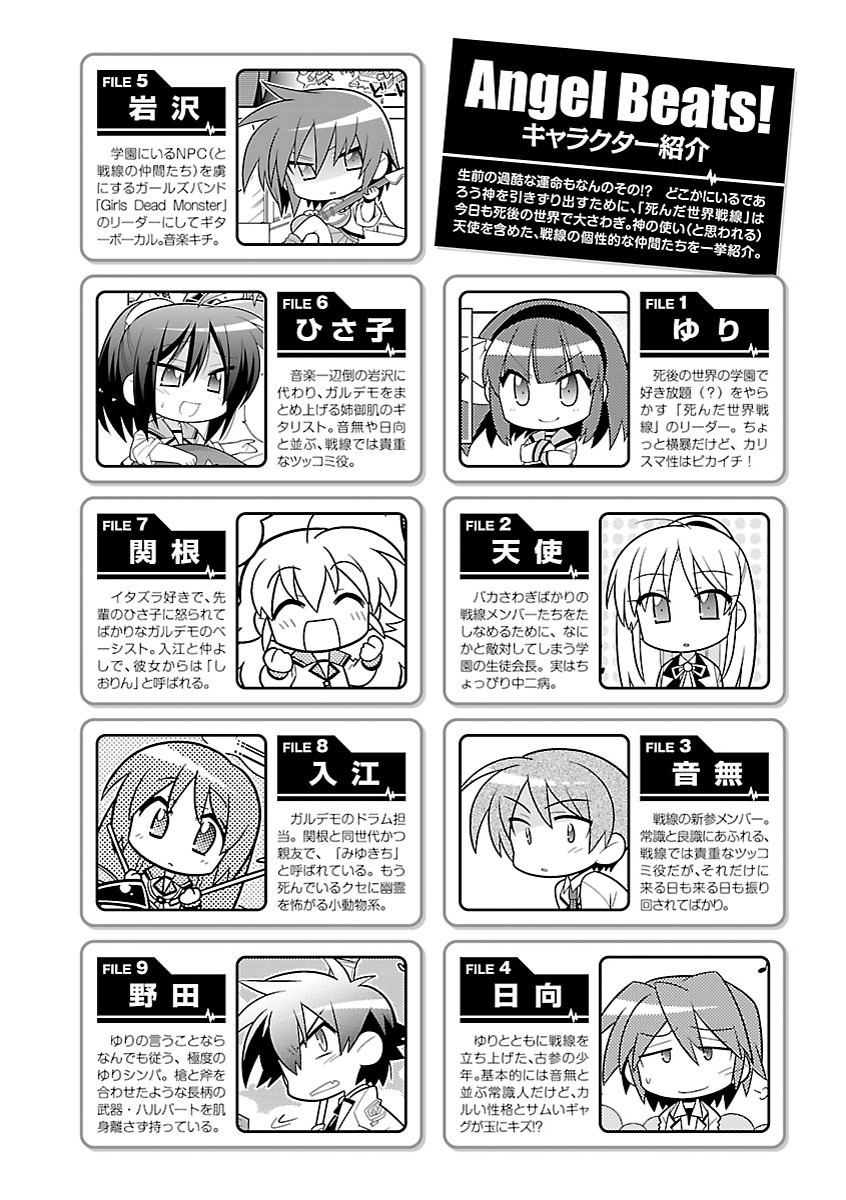 Angel Beats!
キャラクター紹介
生前の過酷な運命もなんのその!?　どこかにいるであ
ろう神を引きずり出すために、「死んだ世界戦線」は
今日も死後の世界で大さわぎ。神の使い(と思われる)
天使を含めた、戦線の個性的な仲間たちを一挙紹介。
FILE 1
ゆり
死後の世界の学園で
好き放題（？）をやら
かす「死んだ世界戦
線」のリーダー。ちょ
っと横暴だけど、カリ
スマ性はピカイチ！
FILE 2
天使
バカさわぎばかりの
戦線メンバーたちをた
しなめるために、なに
かと敵対してしまう学
園の生徒会長。実はち
ょっぴり中二病。
FILE 3
音無
戦線の新参メンバー。
常識と良識にあふれる、
戦線では貴重なツッコ
ミ役だが、それだけに
来る日も来る日も振り
回されてばかり。
FILE 4
日向
ゆりとともに戦線を
立ち上げた、古参の少
年。基本的には音無と
並ぶ常識人だけど、カ
ルい性格とサムいギャ
グが玉にキズ!?
FILE 5
岩沢
学園にいるNPC(と
戦線の仲間たち)を虜
にするガールズバンド
「Girls Dead Monster」
のリーダーにしてギタ
ーボーカル。音楽キチ。
FILE 6
ひさ子
音楽一辺倒の岩沢に
代わり、ガルデモをま
とめ上げる姉御肌のギ
タリスト。音無や日向
と並ぶ、戦線では貴重
なツッコミ役。
FILE 7
関根
イタズラ好きで、先
輩のひさ子に怒られて
ばかりなガルデモのベ
ーシスト。入江と仲よ
しで、彼女からは「し
おりん」と呼ばれる。
FILE 8
入江
ガルデモのドラム担
当。関根と同世代かつ
親友で、「みゆきち」
と呼ばれている。もう
死んでいるクセに幽霊
を怖がる小動物系。
FILE 9
野田
ゆりの言うことなら
なんでも従う、極度の
ゆりシンパ。槍と斧を
合わせたような長柄の
武器・ハルバートを肌
身離さず持っている。